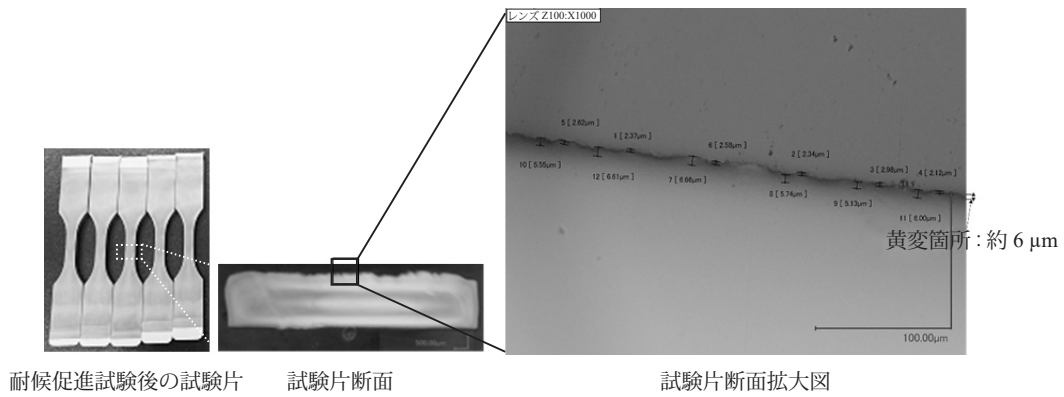 レンズ Z100:X1000
5 [ 2.62μm ]
1 [ 2.37μm ]
6 [ 2.58μm ]
2 [ 2.34μm ]
3 [ 2.98μm ]
4 [ 2.12μm ]
10 [ 5.55μm ]
12 [ 6.61μm ]
7 [ 6.66μm ]
8 [ 5.74μm ]
9 [ 5.13μm ]
11 [ 6.00μm ]
黄変箇所：約 6 μm
100.00μm
500.00μm
耐候促進試験後の試験片
試験片断面
試験片断面拡大図